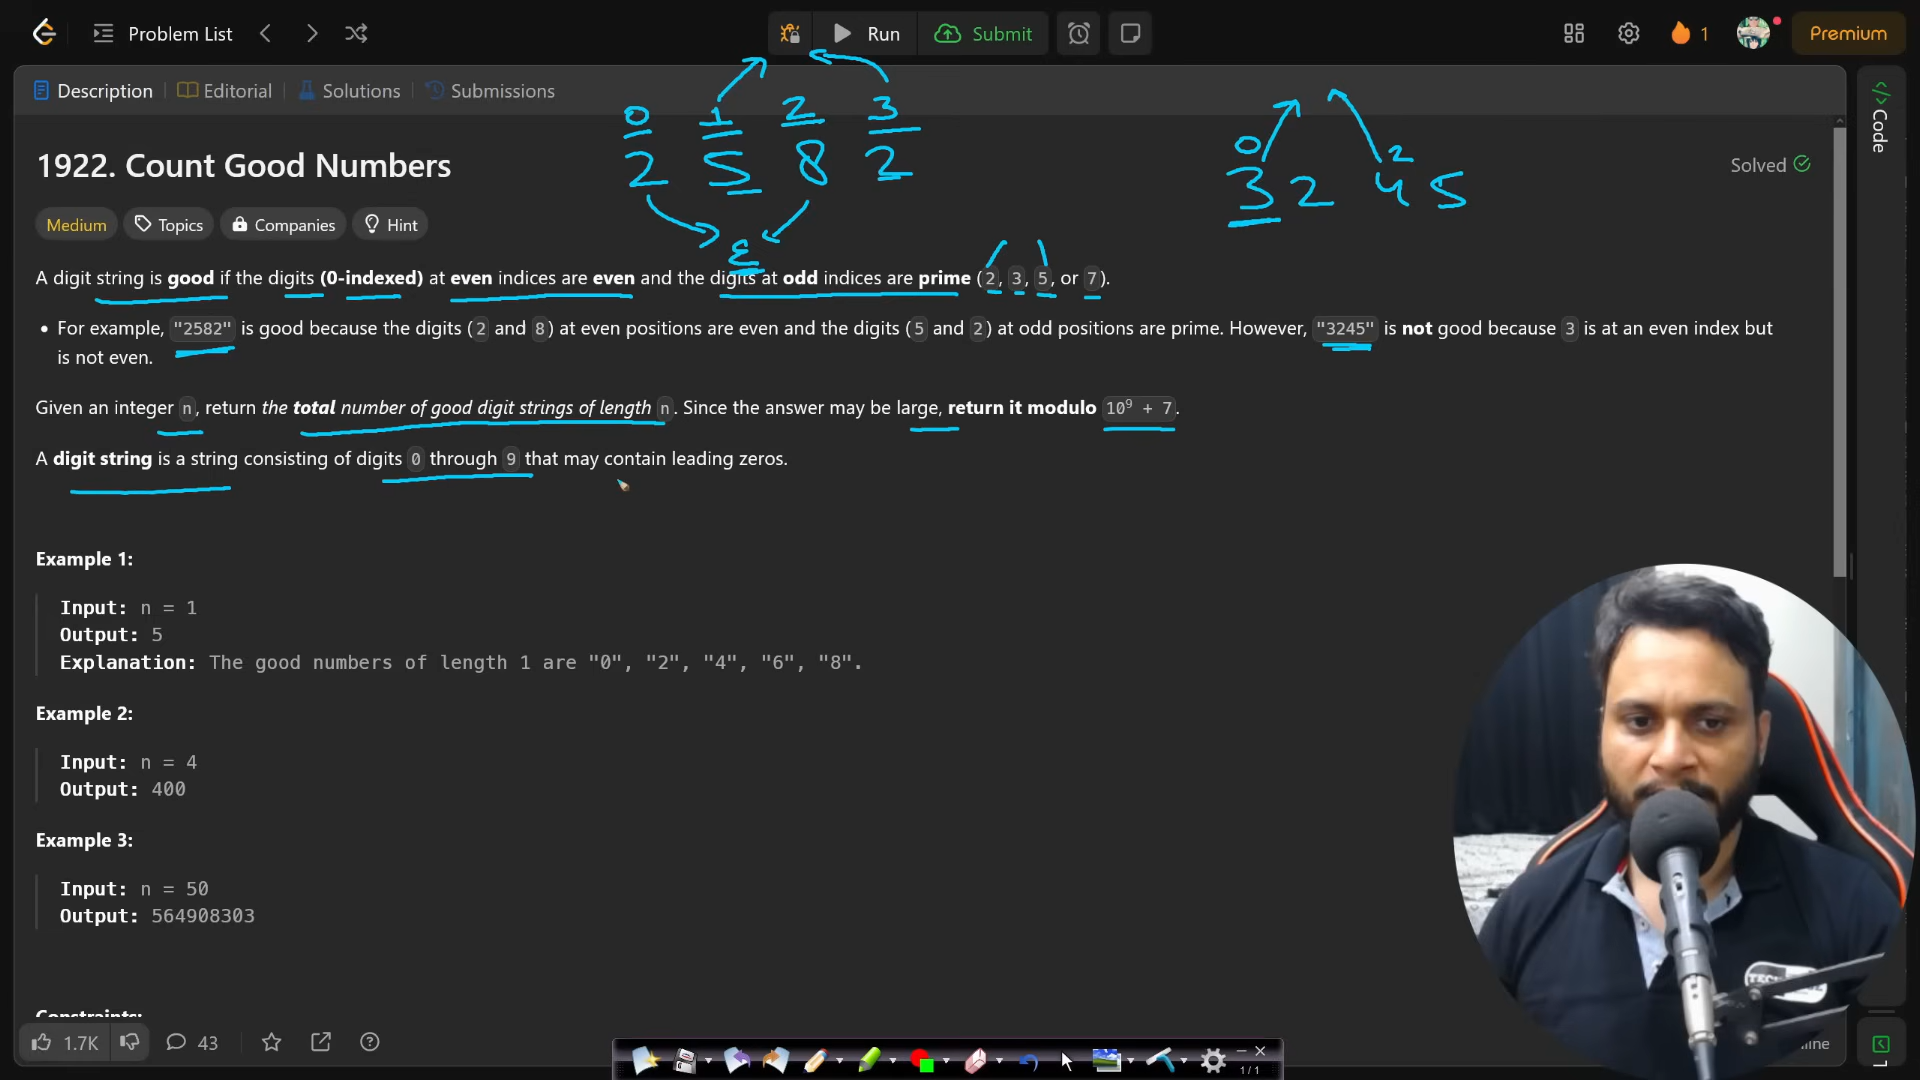 Problem List
Run
Submit
1
Premium
Description
Editorial
Solutions
Submissions
</> Code
0 1 2 3
2 5 8 2
E
0 2
3 2 4 5
1922. Count Good Numbers
Solved
Medium
Topics
Companies
Hint
A digit string is good if the digits (0-indexed) at even indices are even and the digits at odd indices are prime (2, 3, 5, or 7).
• For example, "2582" is good because the digits (2 and 8) at even positions are even and the digits (5 and 2) at odd positions are prime. However, "3245" is not good because 3 is at an even index but
is not even.
Given an integer n, return the total number of good digit strings of length n. Since the answer may be large, return it modulo 10⁹ + 7.
A digit string is a string consisting of digits 0 through 9 that may contain leading zeros.
Example 1:
Input: n = 1
Output: 5
Explanation: The good numbers of length 1 are "0", "2", "4", "6", "8".
Example 2:
Input: n = 4
Output: 400
Example 3:
Input: n = 50
Output: 564908303
Constraints:
1.7K
43
1/1